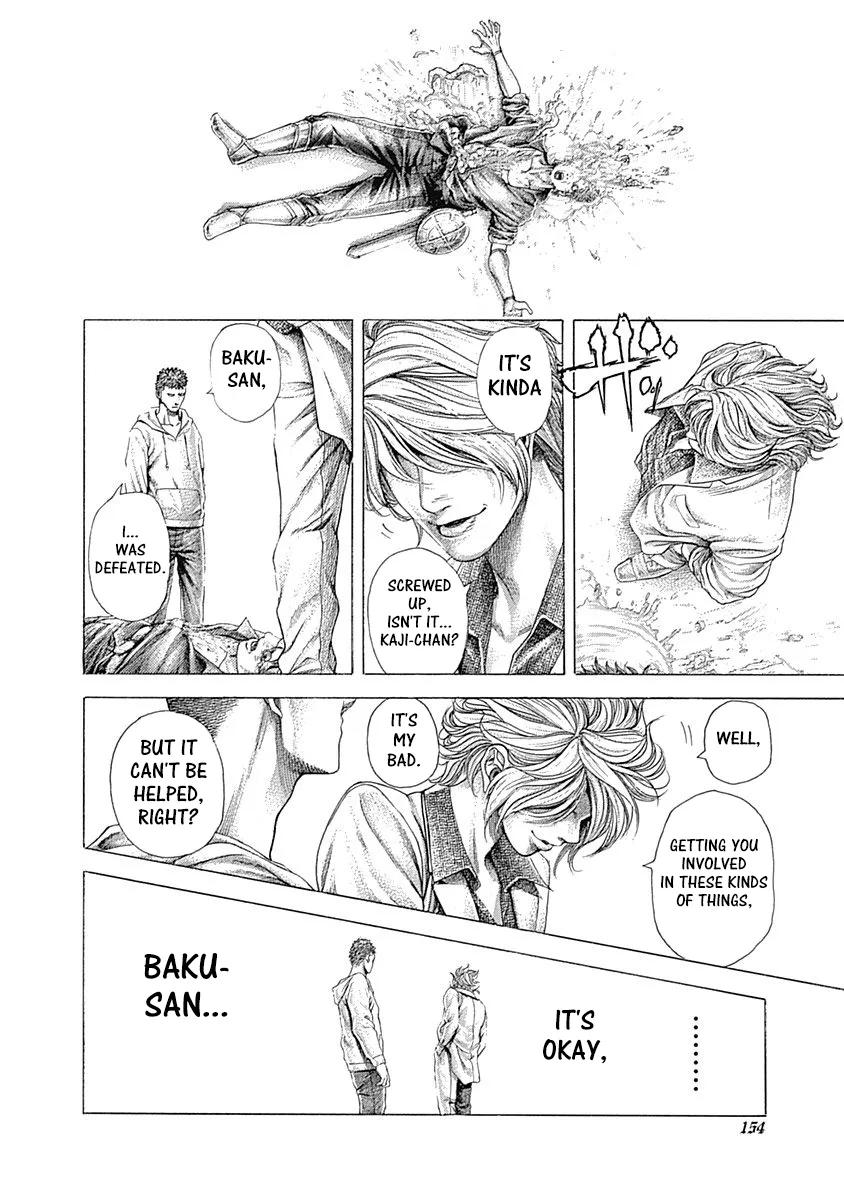 IT'S
KINDA
SCREWED
UP,
ISN'T IT...
KAJI-CHAN?
BAKU-
SAN,
I...
WAS
DEFEATED.
WELL,
GETTING YOU
INVOLVED
IN THESE KINDS
OF THINGS,
IT'S
MY
BAD.
BUT IT
CAN'T BE
HELPED,
RIGHT?
........
IT'S
OKAY,
BAKU-
SAN...
154